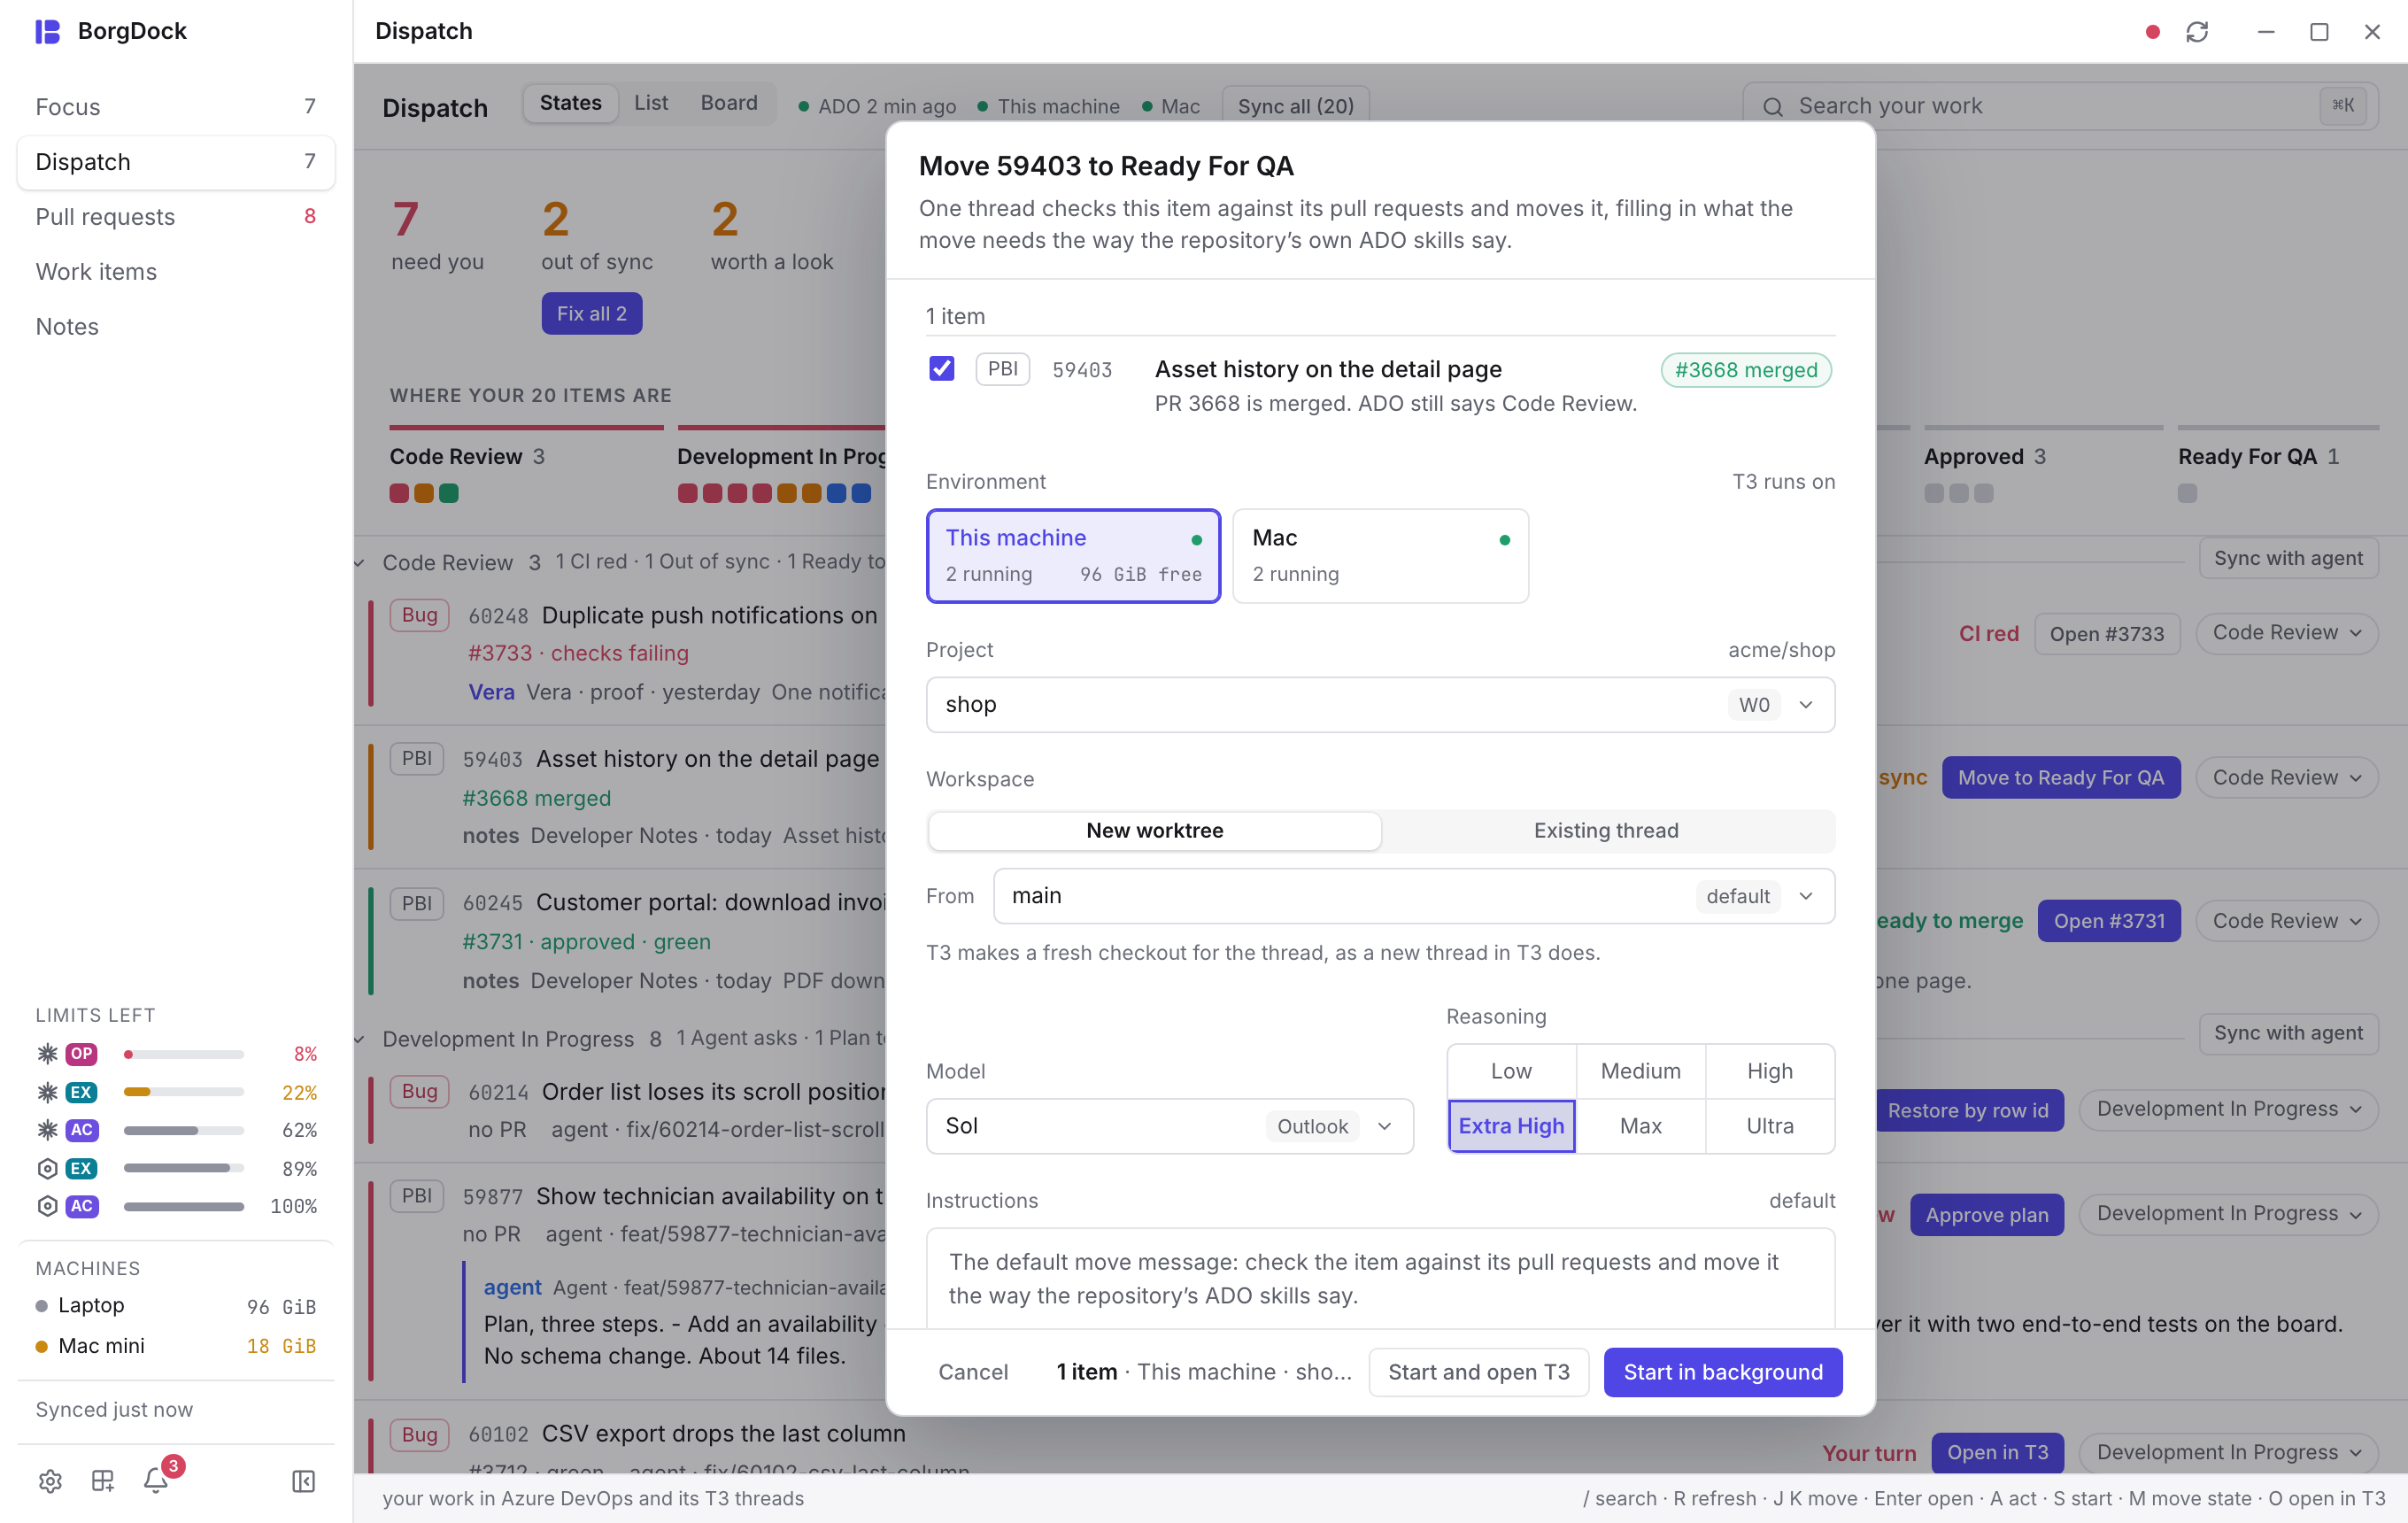 BorgDock
Focus 7
Dispatch 7
Pull requests 8
Work items
Notes
LIMITS LEFT
OP 8%
EX 22%
AC 62%
EX 89%
AC 100%
MACHINES
Laptop 96 GiB
Mac mini 18 GiB
Synced just now
3
Dispatch
Dispatch States List Board ADO 2 min ago This machine Mac Sync all (20) Search your work ⌘K
7 need you
2 out of sync
2 worth a look
Fix all 2
WHERE YOUR 20 ITEMS ARE
Code Review 3
Development In Prog
Approved 3
Ready For QA 1
Code Review 3 1 CI red · 1 Out of sync · 1 Ready to
Sync with agent
Bug 60248 Duplicate push notifications on
#3733 · checks failing
Vera Vera · proof · yesterday One notifica
CI red Open #3733 Code Review
PBI 59403 Asset history on the detail page
#3668 merged
notes Developer Notes · today Asset histo
sync Move to Ready For QA Code Review
PBI 60245 Customer portal: download invoi
#3731 · approved · green
notes Developer Notes · today PDF down
eady to merge Open #3731 Code Review
one page.
Development In Progress 8 1 Agent asks · 1 Plan t
Sync with agent
Bug 60214 Order list loses its scroll position
no PR agent · fix/60214-order-list-scroll
Restore by row id Development In Progress
PBI 59877 Show technician availability on t
no PR agent · feat/59877-technician-ava
w Approve plan Development In Progress
agent Agent · feat/59877-technician-availa
Plan, three steps. - Add an availability
ver it with two end-to-end tests on the board.
No schema change. About 14 files.
Bug 60102 CSV export drops the last column
#3712 · green agent · fix/60102-csv-last-column
Your turn Open in T3 Development In Progress
Move 59403 to Ready For QA
One thread checks this item against its pull requests and moves it, filling in what the
move needs the way the repository’s own ADO skills say.
1 item
PBI 59403 Asset history on the detail page #3668 merged
PR 3668 is merged. ADO still says Code Review.
Environment T3 runs on
This machine
2 running 96 GiB free
Mac
2 running
Project acme/shop
shop W0
Workspace
New worktree Existing thread
From main default
T3 makes a fresh checkout for the thread, as a new thread in T3 does.
Model
Sol Outlook
Reasoning
Low Medium High
Extra High Max Ultra
Instructions default
The default move message: check the item against its pull requests and move it
the way the repository’s ADO skills say.
Cancel 1 item · This machine · sho... Start and open T3 Start in background
your work in Azure DevOps and its T3 threads
/ search · R refresh · J K move · Enter open · A act · S start · M move state · O open in T3